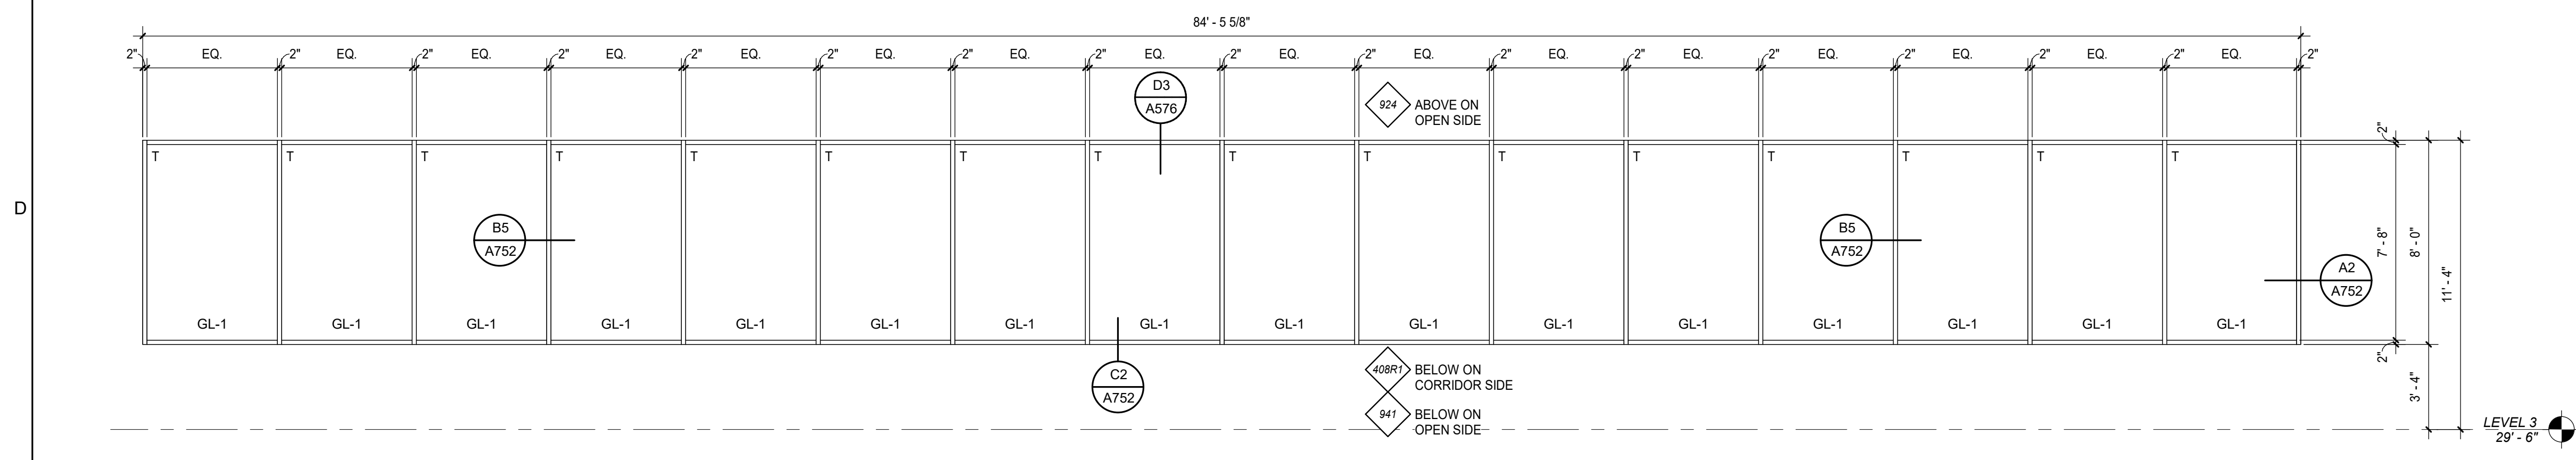 84' - 5 5/8"
2" EQ. 2" EQ. 2" EQ. 2" EQ. 2" EQ. 2" EQ. 2" EQ. 2" EQ. 2" EQ. 2" EQ. 2" EQ. 2" EQ. 2" EQ. 2" EQ. 2" EQ. 2" EQ. 2"
D3
A576
924 ABOVE ON
OPEN SIDE
2"
T T T T T T T T T T T T T T T T
D
B5
A752
B5
A752
7' - 8"
8' - 0"
11' - 4"
A2
A752
GL-1 GL-1 GL-1 GL-1 GL-1 GL-1 GL-1 GL-1 GL-1 GL-1 GL-1 GL-1 GL-1 GL-1 GL-1 GL-1
2"
C2
A752
408R1 BELOW ON
CORRIDOR SIDE
3' - 4"
941 BELOW ON
OPEN SIDE
LEVEL 3
29' - 6"